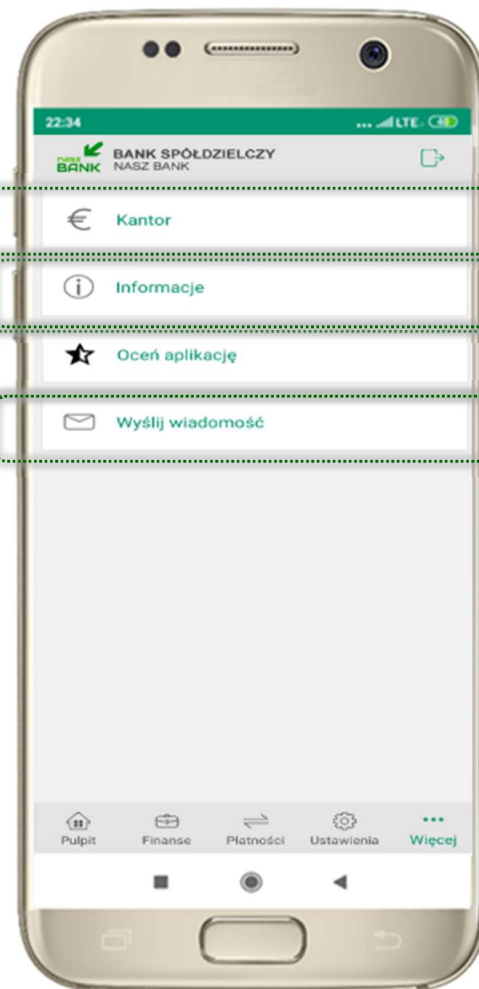 22:34 ... LTE 40
nasz BANK
BANK SPÓŁDZIELCZY
NASZ BANK
Kantor
Informacje
Oceń aplikację
Wyślij wiadomość
Pulpit Finanse Płatności Ustawienia Więcej